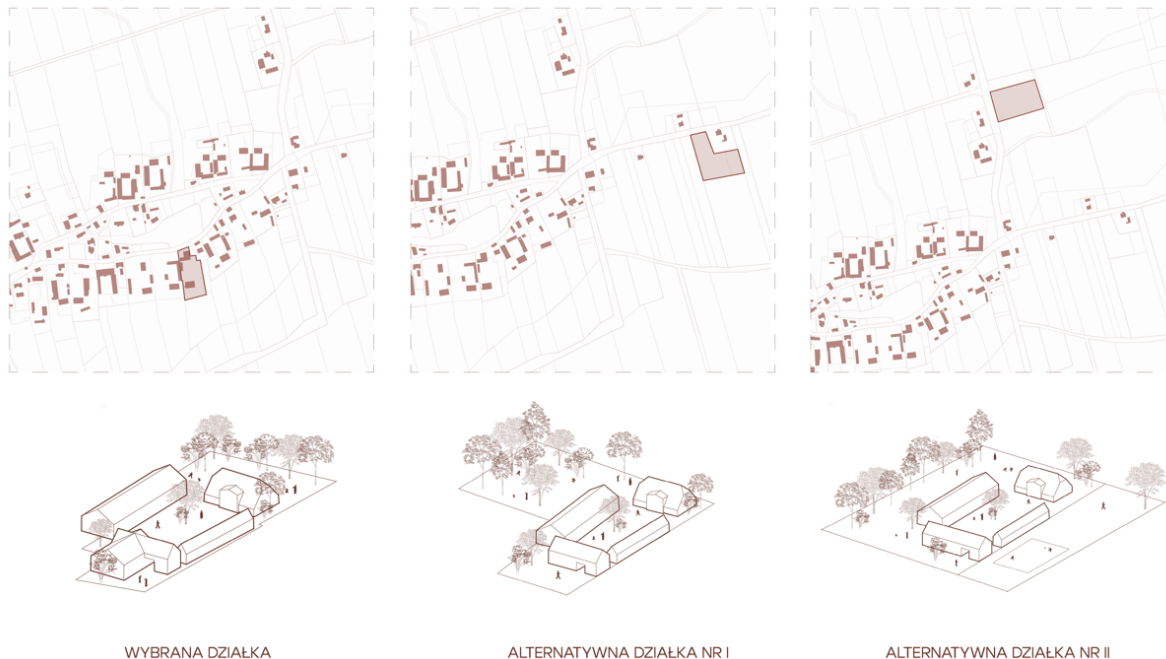 WYBRANA DZIAŁKA
ALTERNATYWNA DZIAŁKA NR I
ALTERNATYWNA DZIAŁKA NR II